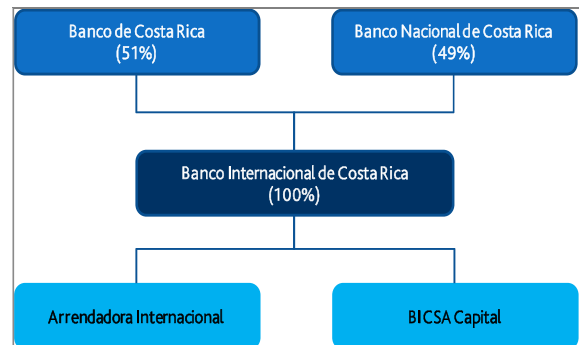 Banco de Costa Rica
(51%)
Banco Nacional de Costa Rica
(49%)
Banco Internacional de Costa Rica
(100%)
Arrendadora Internacional
BICSA Capital